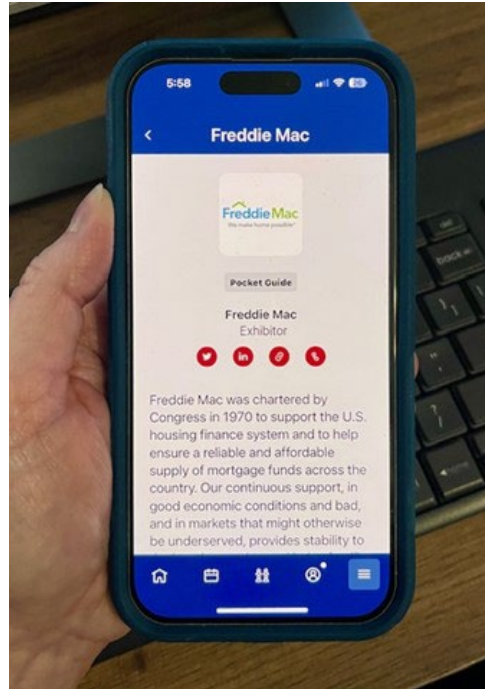 5:58
Freddie Mac
Freddie Mac
We make home possible®
Pocket Guide
Freddie Mac
Exhibitor
Freddie Mac was chartered by
Congress in 1970 to support the U.S.
housing finance system and to help
ensure a reliable and affordable
supply of mortgage funds across the
country. Our continuous support, in
good economic conditions and bad,
and in markets that might otherwise
be underserved, provides stability to